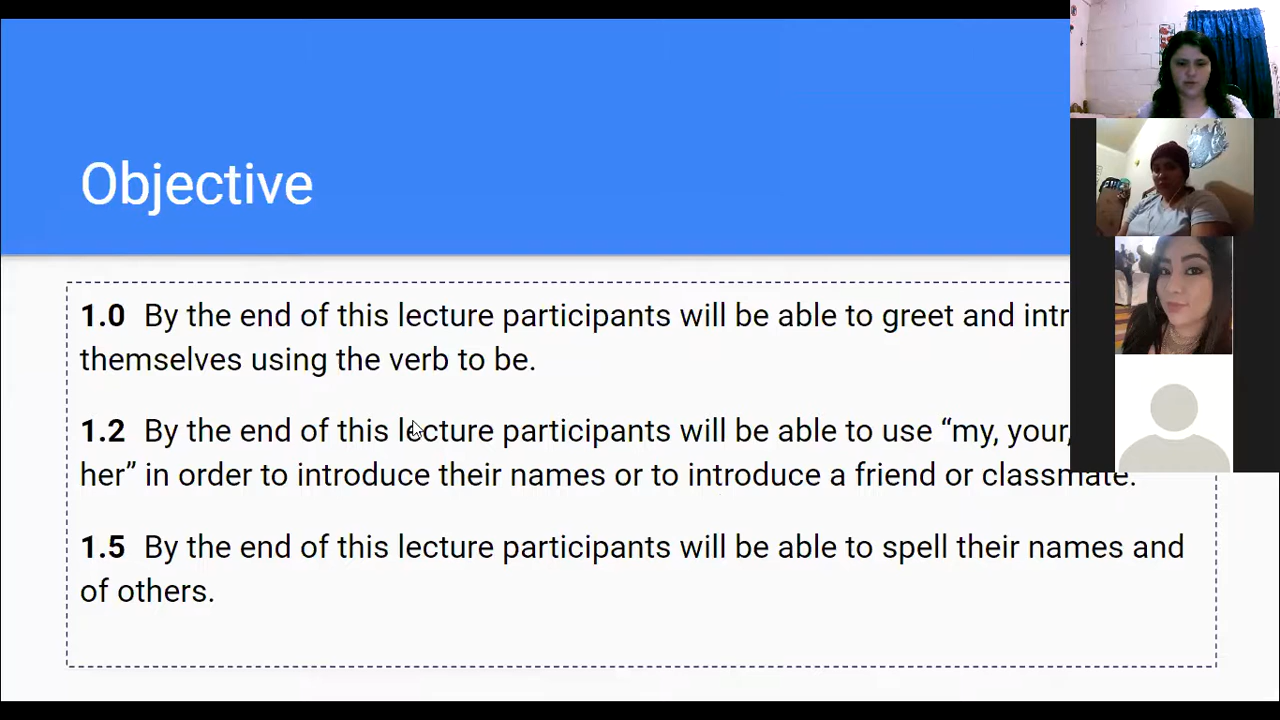 Objective
1.0 By the end of this lecture participants will be able to greet and
themselves using the verb to be.
1.2 By the end of this lecture participants will be able to use “my, your,
her” in order to introduce their names or to introduce a friend or classmate.
1.5 By the end of this lecture participants will be able to spell their names and
of others.